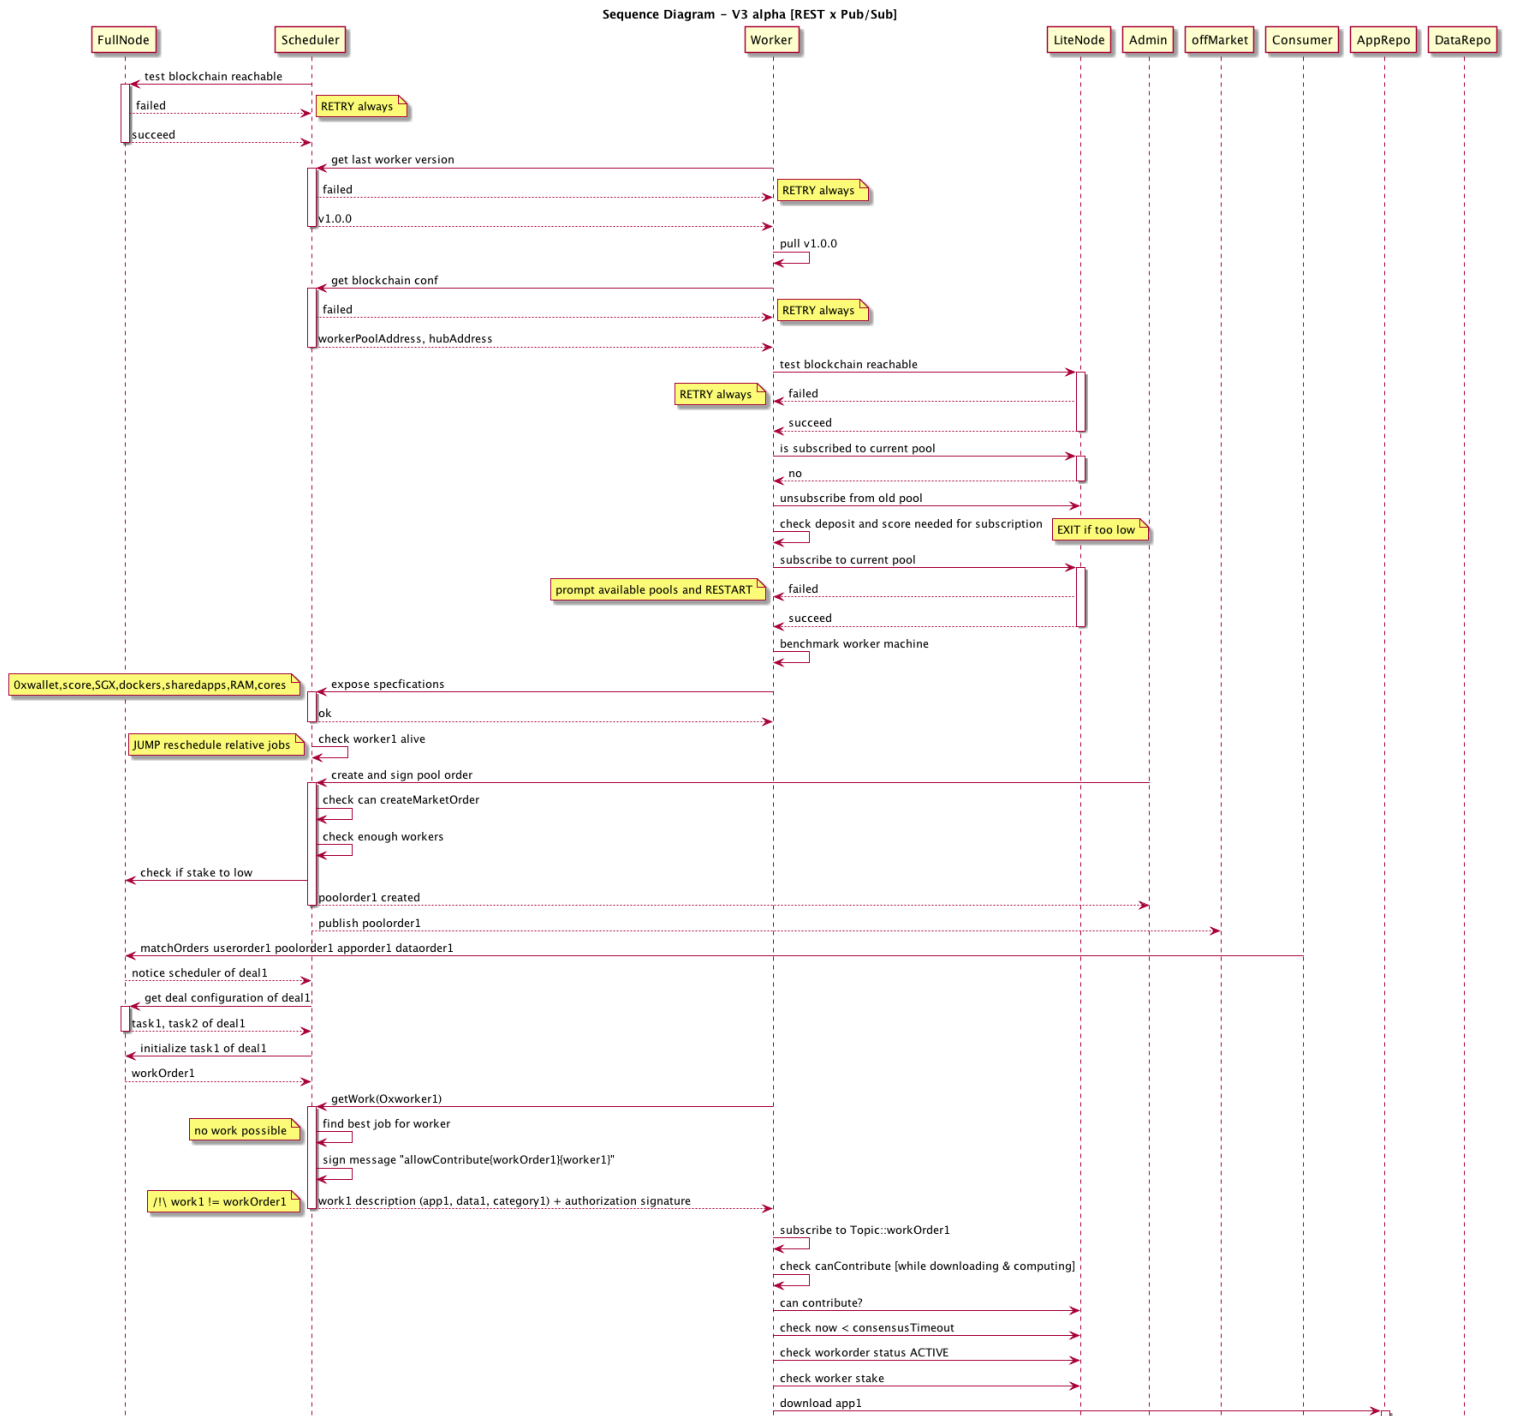 Sequence Diagram - V3 alpha [REST x Pub/Sub]
FullNode
Scheduler
Worker
LiteNode
Admin
offMarket
Consumer
AppRepo
DataRepo
test blockchain reachable
failed
RETRY always
succeed
get last worker version
failed
RETRY always
v1.0.0
pull v1.0.0
get blockchain conf
failed
RETRY always
workerPoolAddress, hubAddress
test blockchain reachable
RETRY always
failed
succeed
is subscribed to current pool
no
unsubscribe from old pool
check deposit and score needed for subscription
EXIT if too low
subscribe to current pool
prompt available pools and RESTART
failed
succeed
benchmark worker machine
0xwallet,score,SGX,dockers,sharedapps,RAM,cores
expose specfications
ok
JUMP reschedule relative jobs
check worker1 alive
create and sign pool order
check can createMarketOrder
check enough workers
check if stake to low
poolorder1 created
publish poolorder1
matchOrders userorder1 poolorder1 apporder1 dataorder1
notice scheduler of deal1
get deal configuration of deal1
task1, task2 of deal1
initialize task1 of deal1
workOrder1
getWork(Oxworker1)
no work possible
find best job for worker
sign message "allowContribute{workOrder1}{worker1}"
/!\ work1 != workOrder1
work1 description (app1, data1, category1) + authorization signature
subscribe to Topic::workOrder1
check canContribute [while downloading & computing]
can contribute?
check now < consensusTimeout
check workorder status ACTIVE
check worker stake
download app1